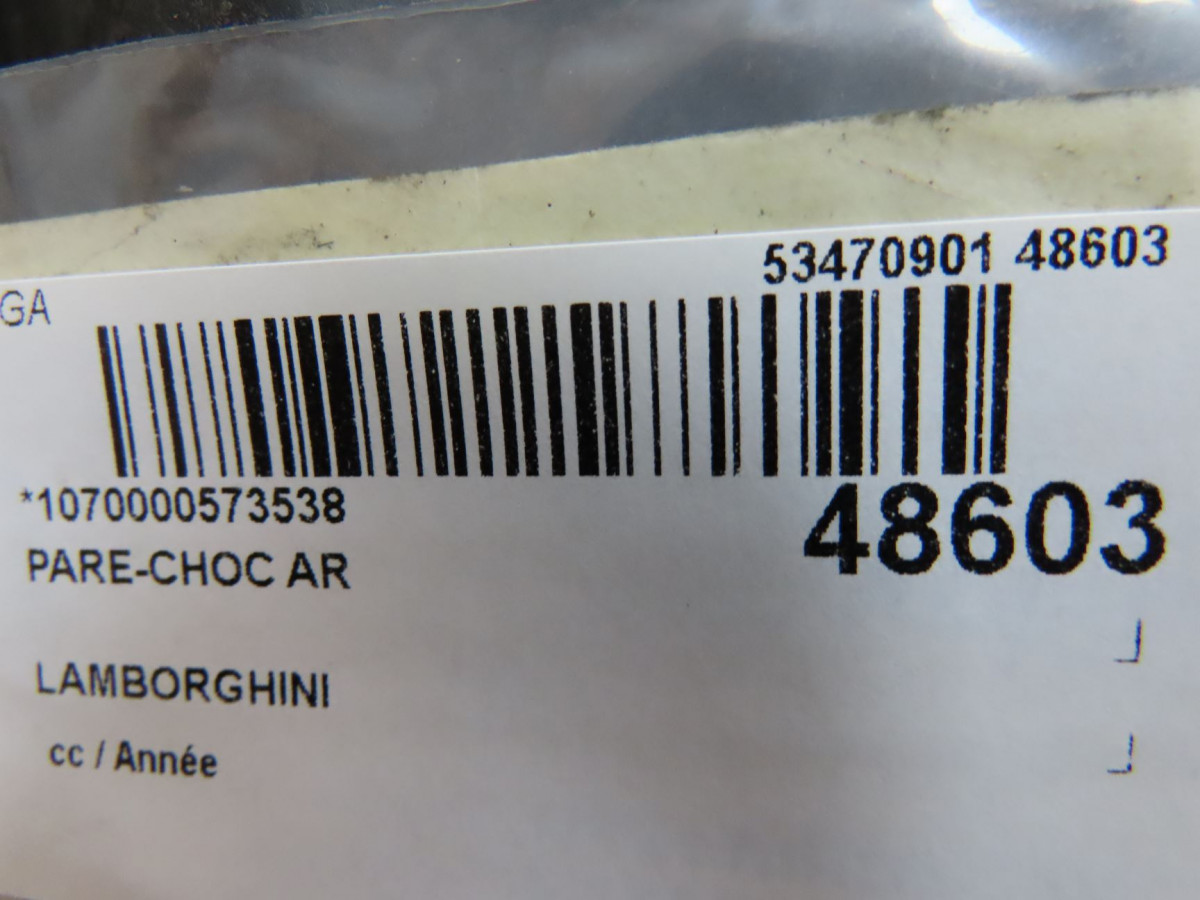 53470901 48603
GA
*1070000573538
48603
PARE-CHOC AR
LAMBORGHINI
cc / Année